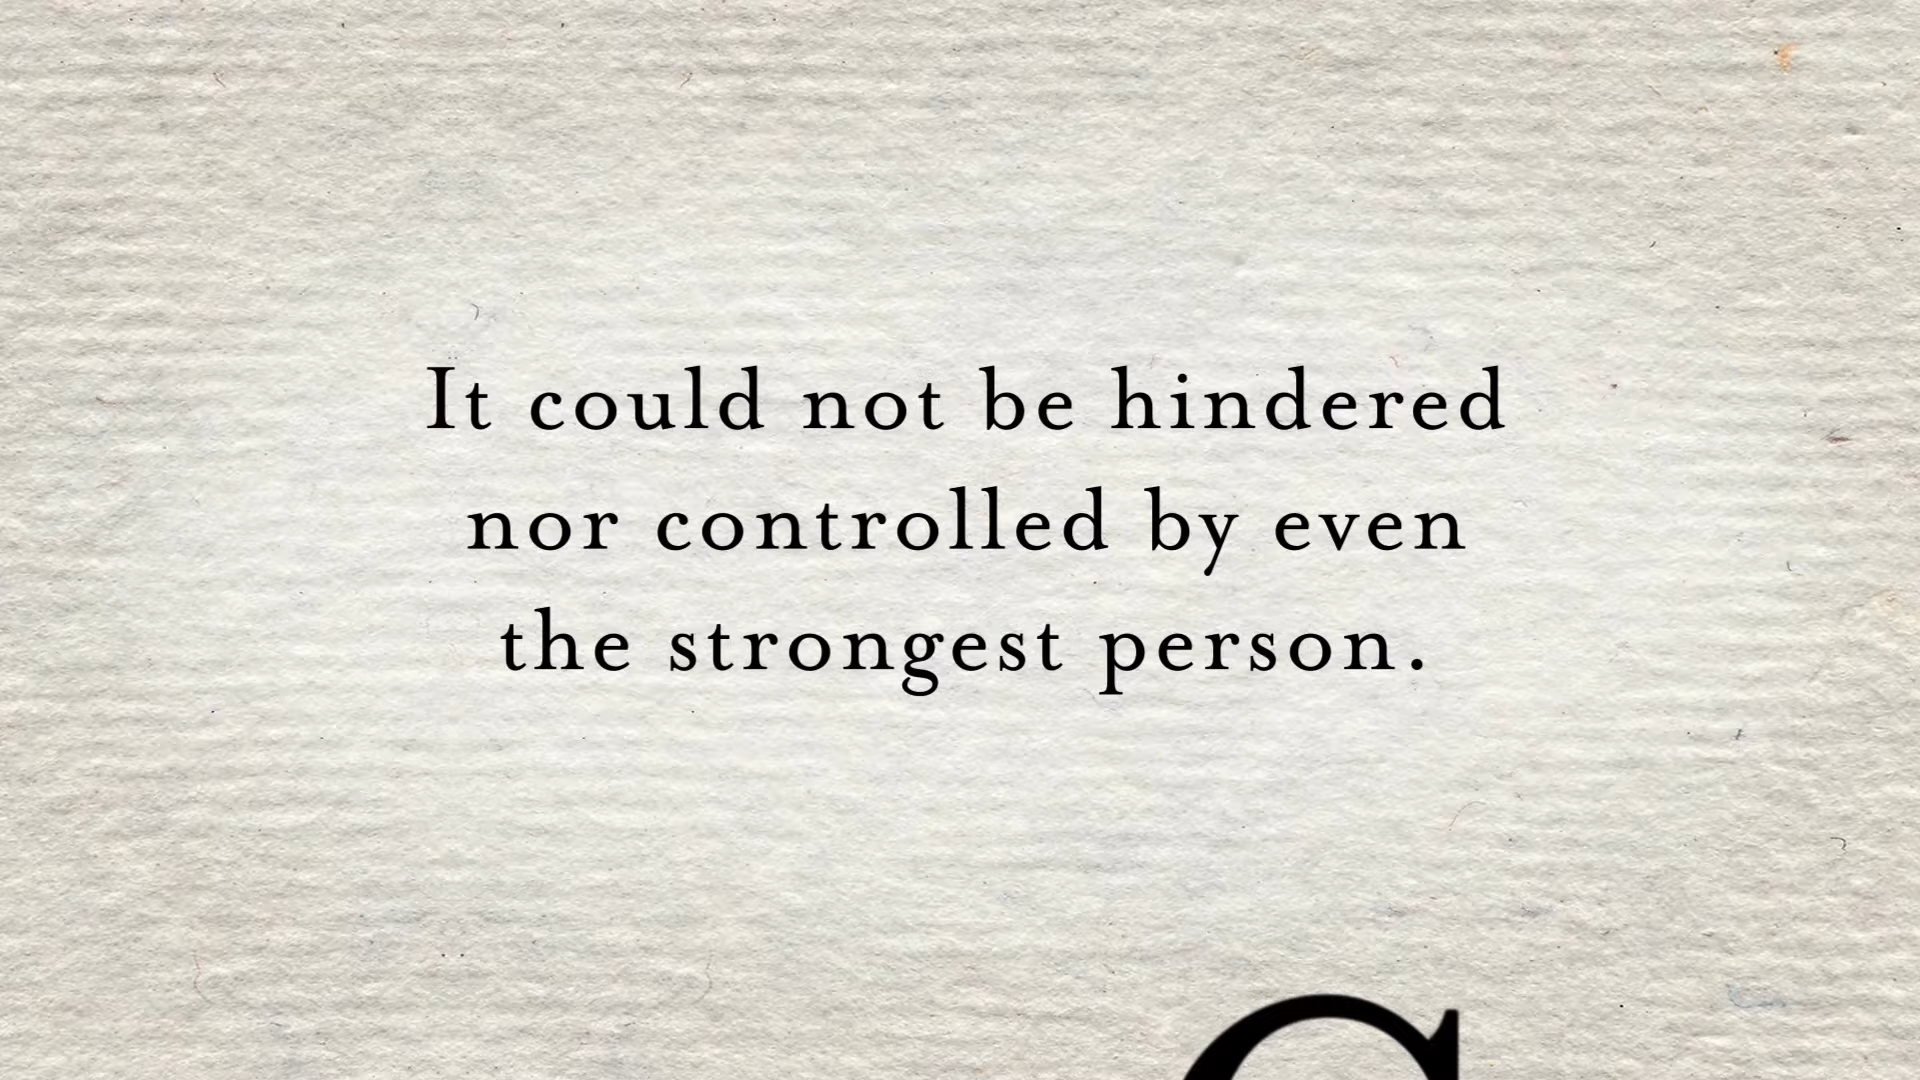 It could not be hindered
nor controlled by even
the strongest person.